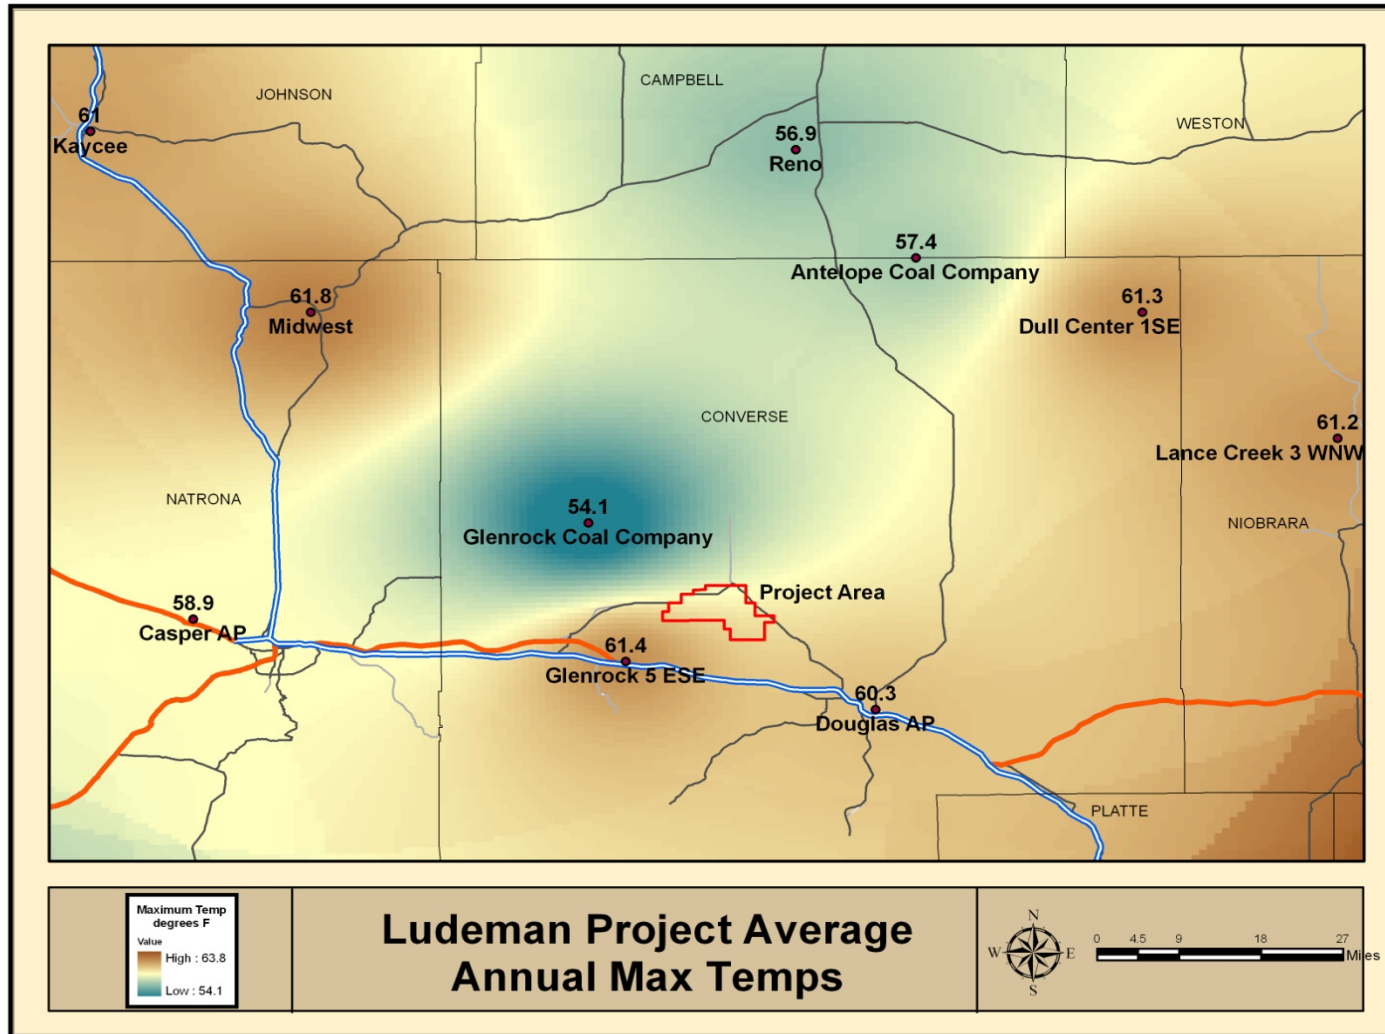 JOHNSON
CAMPBELL
WESTON
61
Kaycee
56.9
Reno
57.4
Antelope Coal Company
61.8
Midwest
61.3
Dull Center 1SE
CONVERSE
61.2
Lance Creek 3 WNW
NATRONA
54.1
Glenrock Coal Company
NIOBRARA
Project Area
58.9
Casper AP
61.4
Glenrock 5 ESE
60.3
Douglas AP
PLATTE
Maximum Temp
degrees F
Value
High : 63.8
Low : 54.1
Ludeman Project Average
Annual Max Temps
N
W E
S
0 4.5 9 18 27
Miles